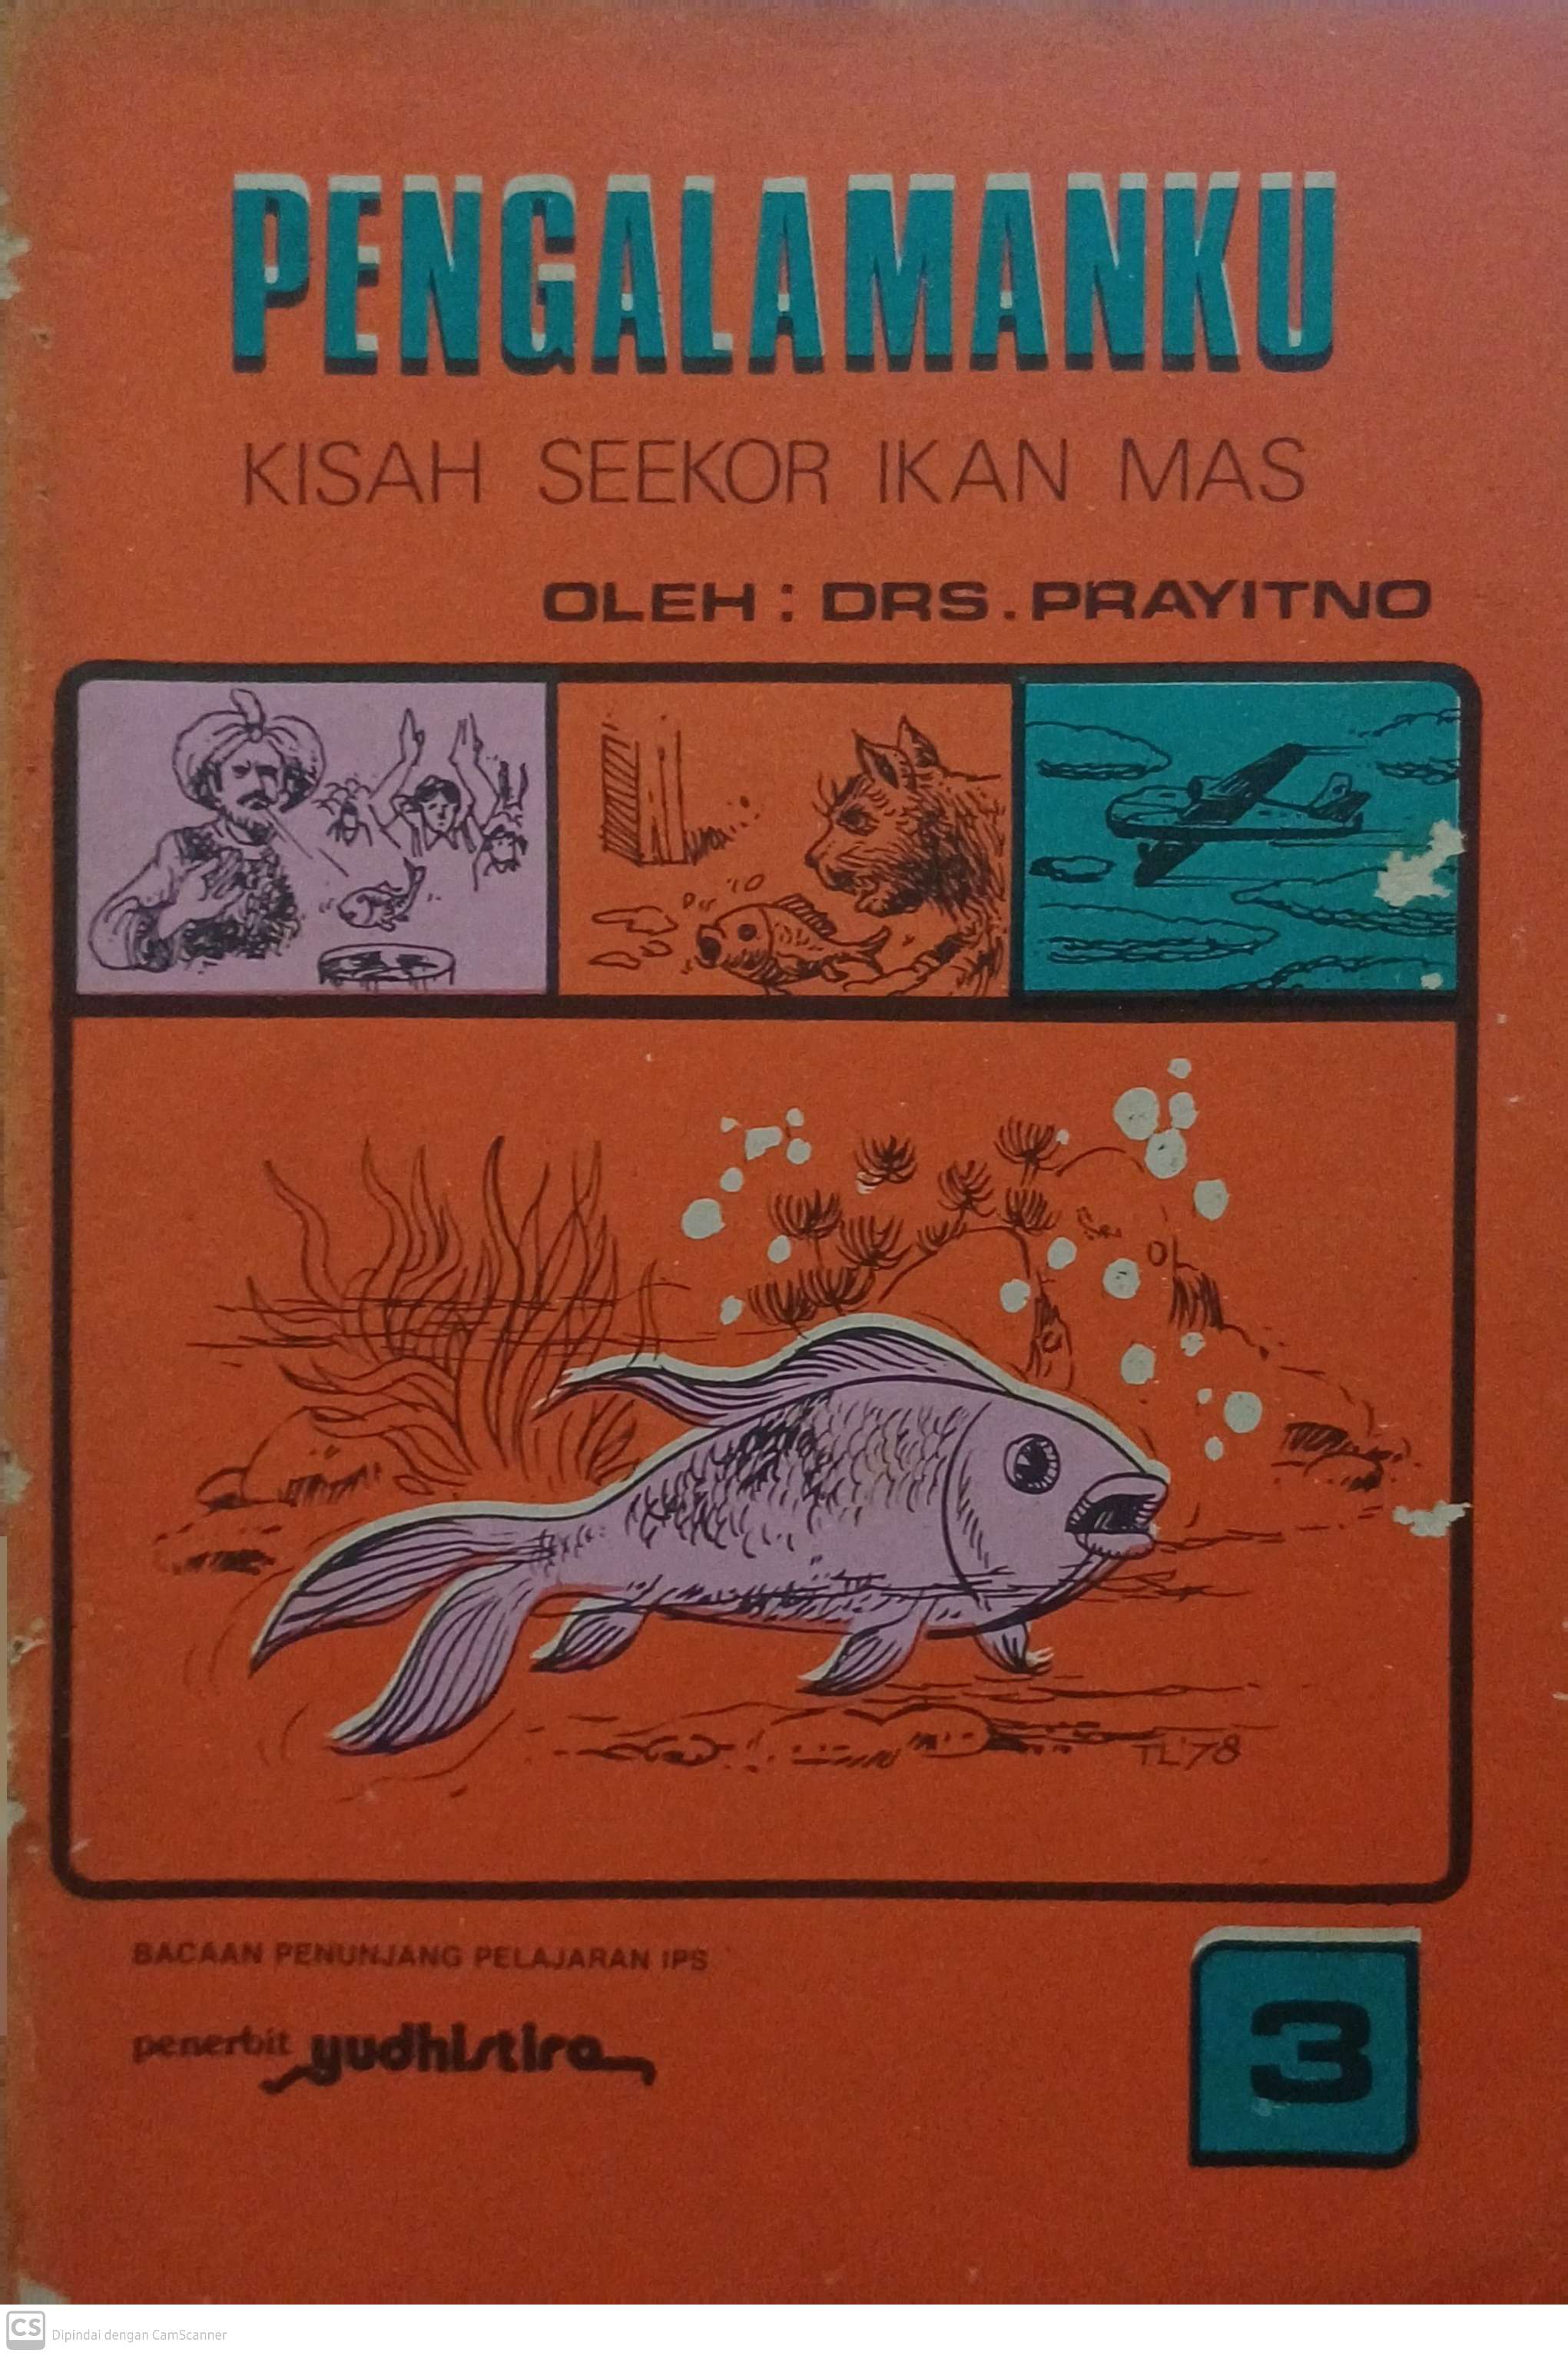 PENGALAMANKU
KISAH SEEKOR IKAN MAS
OLEH : DRS. PRAYITNO
TL'78
BACAAN PENUNJANG PELAJARAN IPS
penerbit yudhistira
3
CS Dipindai dengan CamScanner